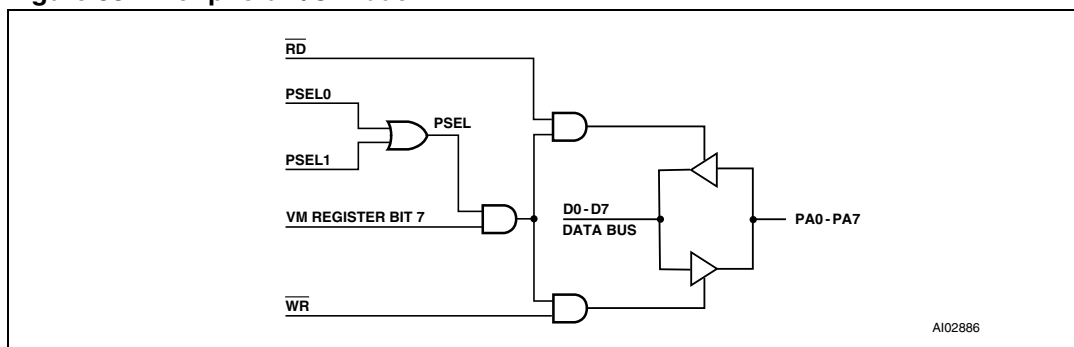 RD
PSEL0
PSEL
PSEL1
D0-D7
VM REGISTER BIT 7
PA0-PA7
DATA BUS
WR
AI02886